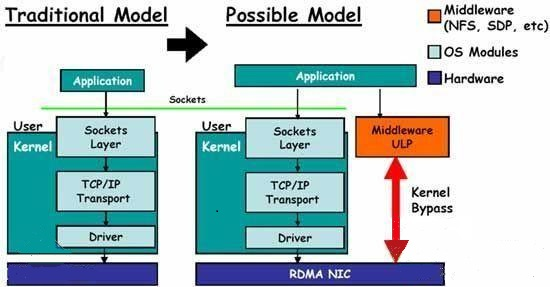 Traditional Model
Possible Model
Middleware
(NFS, SDP, etc)
OS Modules
Hardware
Application
Application
Sockets
User
Kernel
Sockets
Layer
TCP/IP
Transport
Driver
User
Kernel
Sockets
Layer
TCP/IP
Transport
Driver
Middleware
ULP
Kernel
Bypass
RDMA NIC